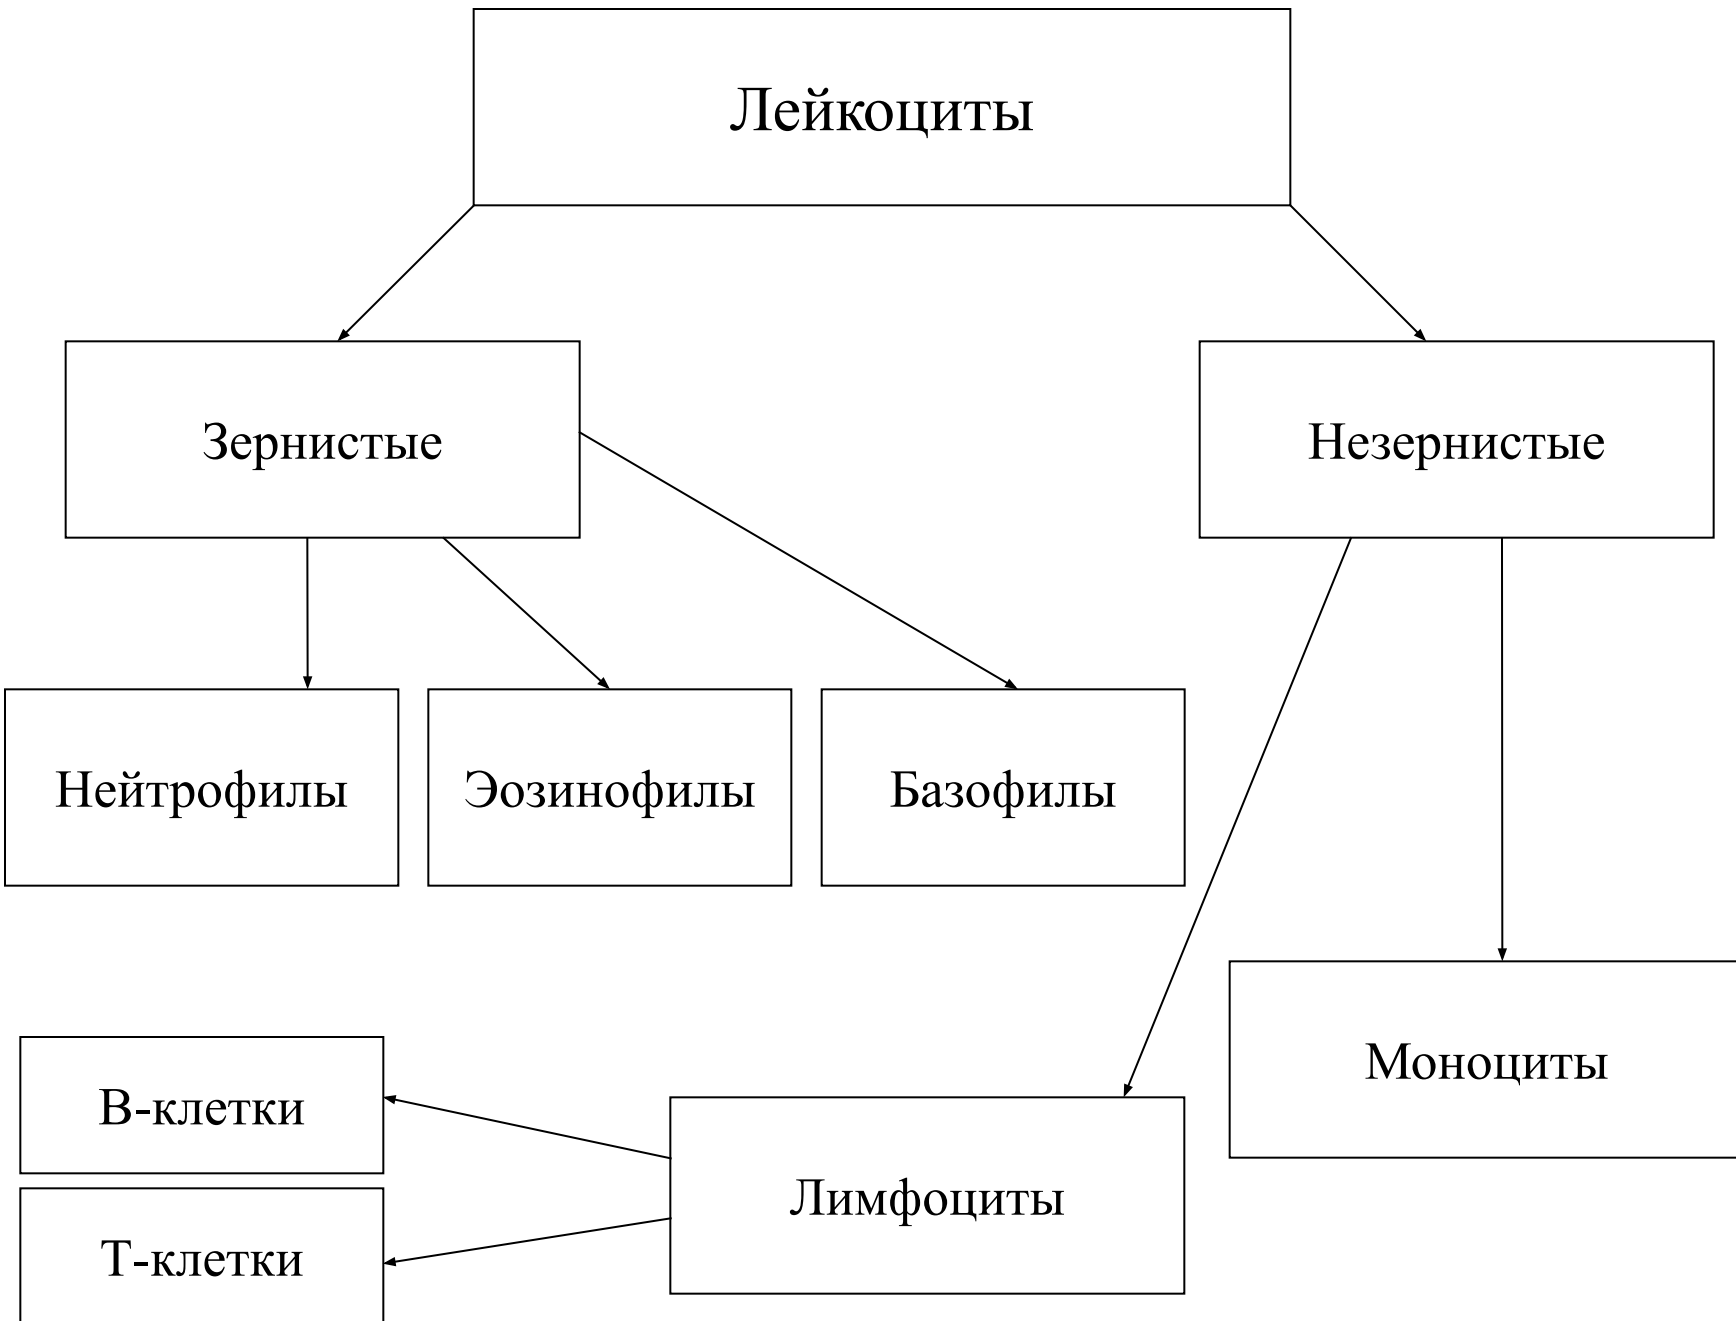 Лейкоциты
Зернистые
Незернистые
Нейтрофилы
Эозинофилы
Базофилы
Моноциты
В-клетки
Лимфоциты
Т-клетки